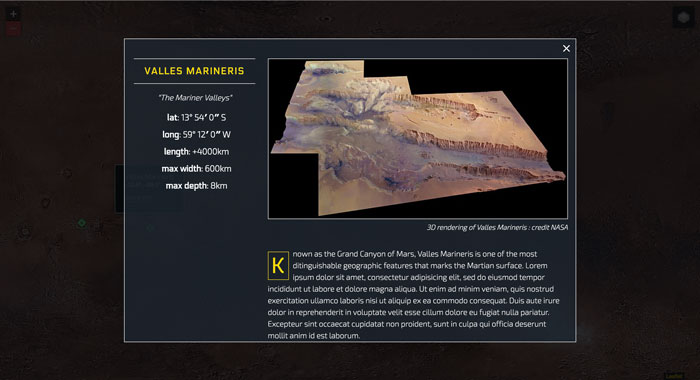 VALLES MARINERIS
"The Mariner Valleys"
lat: 13° 54′ 0″ S
long: 59° 12′ 0″ W
length: +4000km
max width: 600km
max depth: 8km
3D rendering of Valles Marineris : credit NASA
Known as the Grand Canyon of Mars, Valles Marineris is one of the most
ditinguishable geographic features that marks the Martian surface. Lorem
ipsum dolor sit amet, consectetur adipisicing elit, sed do eiusmod tempor
incididunt ut labore et dolore magna aliqua. Ut enim ad minim veniam, quis nostrud
exercitation ullamco laboris nisi ut aliquip ex ea commodo consequat. Duis aute irure
dolor in reprehenderit in voluptate velit esse cillum dolore eu fugiat nulla pariatur.
Excepteur sint occaecat cupidatat non proident, sunt in culpa qui officia deserunt
mollit anim id est laborum.